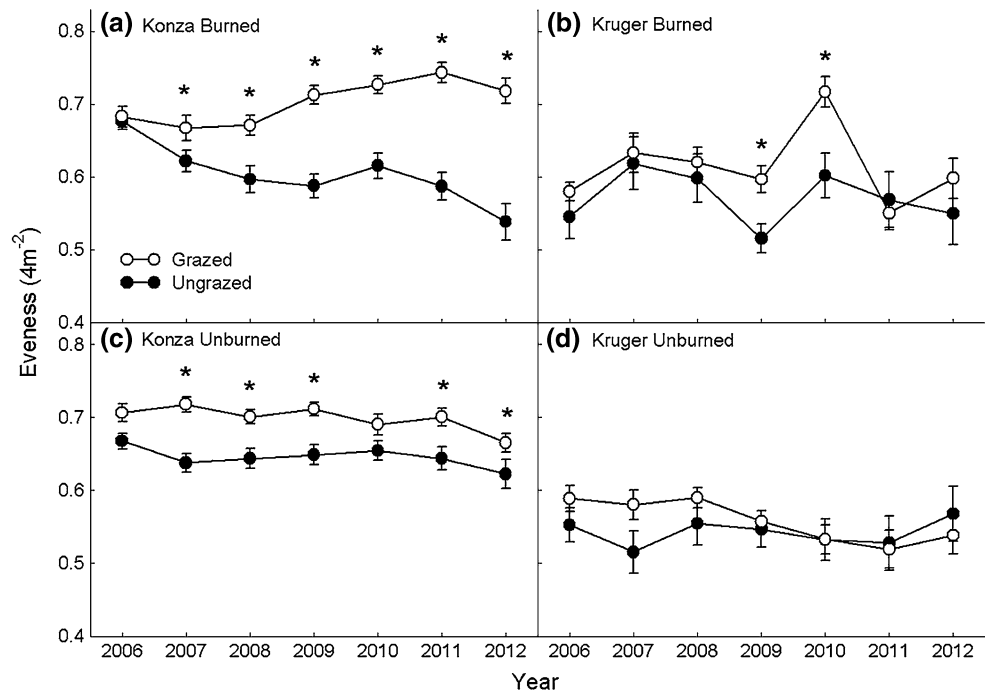 (a) Konza Burned
(b) Kruger Burned
0.8
0.7
0.6
0.5
0.4
* * * * * *
* *
Grazed
Ungrazed
(c) Konza Unburned
(d) Kruger Unburned
0.8
0.7
0.6
0.5
0.4
* * * * *
Eveness (4m⁻²)
2006 2007 2008 2009 2010 2011 2012
2006 2007 2008 2009 2010 2011 2012
Year